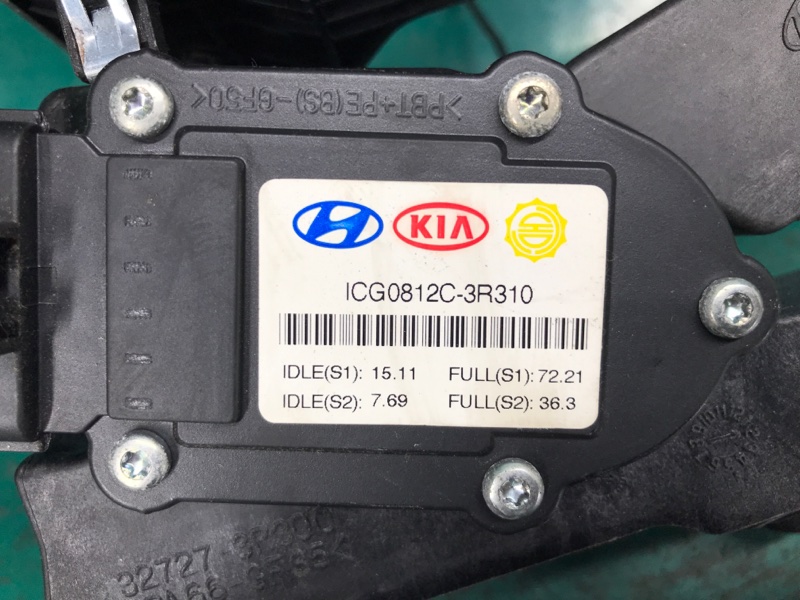 >PBT+PE(BS)-GF50<
KIA
ICG0812C-3R310
IDLE(S1): 15.11 FULL(S1): 72.21
IDLE(S2): 7.69 FULL(S2): 36.3
32727